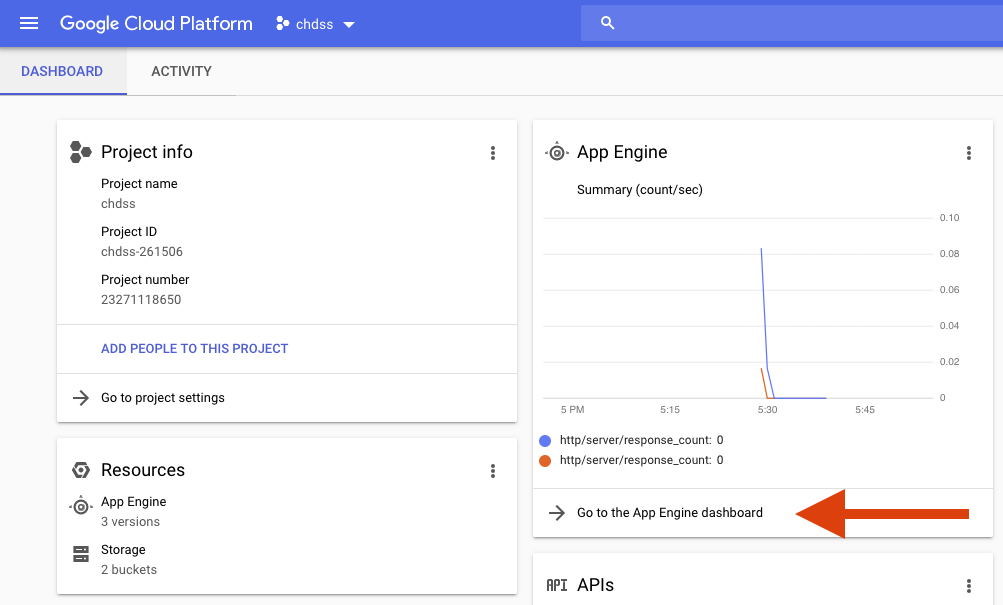 Google Cloud Platform
chdss
DASHBOARD
ACTIVITY
Project info
Project name
chdss
Project ID
chdss-261506
Project number
23271118650
ADD PEOPLE TO THIS PROJECT
Go to project settings
Resources
App Engine
3 versions
Storage
2 buckets
App Engine
Summary (count/sec)
0.10
0.08
0.06
0.04
0.02
0
5 PM
5:15
5:30
5:45
http/server/response_count: 0
http/server/response_count: 0
Go to the App Engine dashboard
API APIs